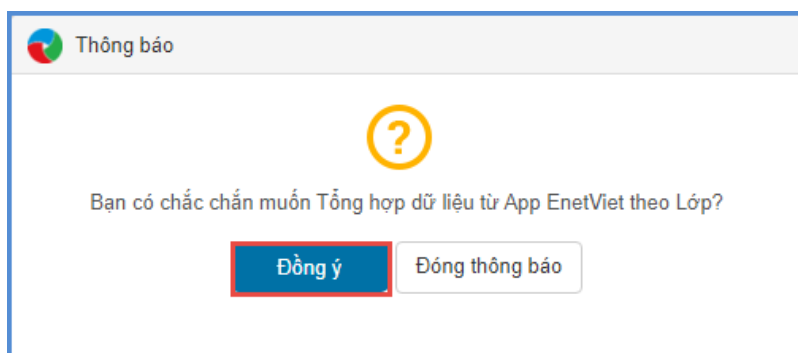 Thông báo
?
Bạn có chắc chắn muốn Tổng hợp dữ liệu từ App EnetViet theo Lớp?
Đồng ý Đóng thông báo